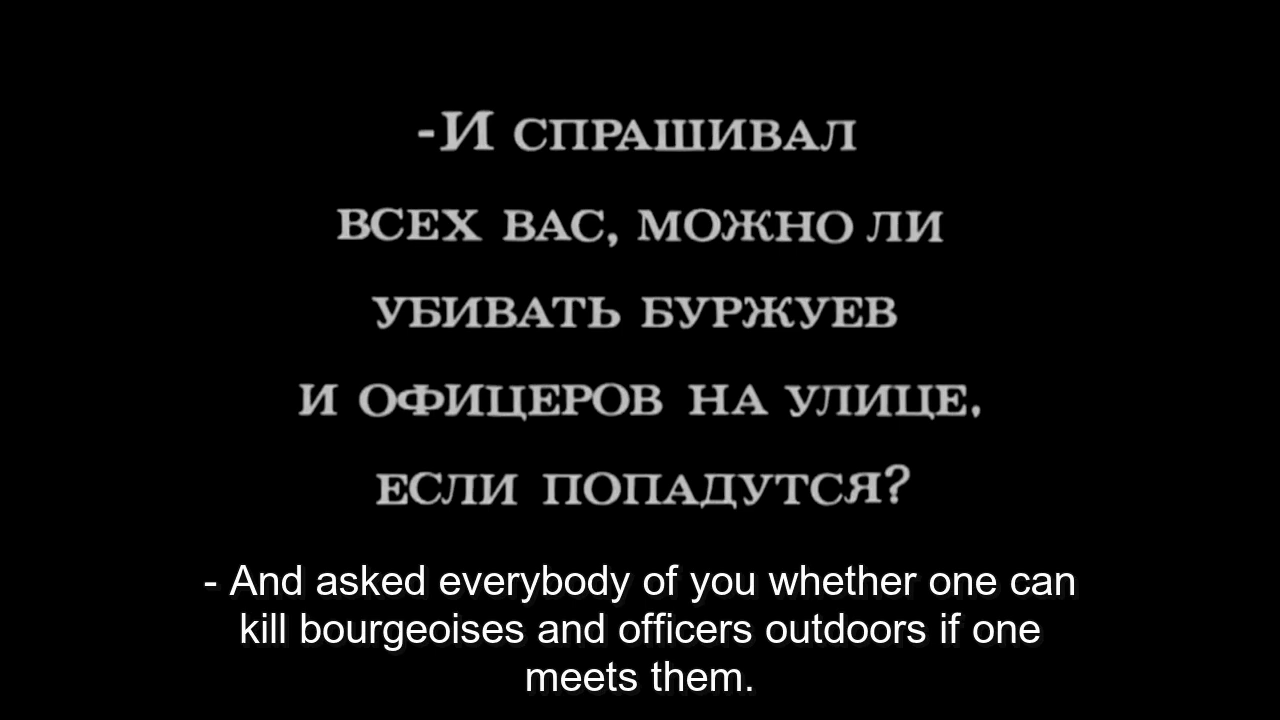 -И СПРАШИВАЛ
ВСЕХ ВАС, МОЖНО ЛИ
УБИВАТЬ БУРЖУЕВ
И ОФИЦЕРОВ НА УЛИЦЕ,
ЕСЛИ ПОПАДУТСЯ?
- And asked everybody of you whether one can
kill bourgeoises and officers outdoors if one
meets them.